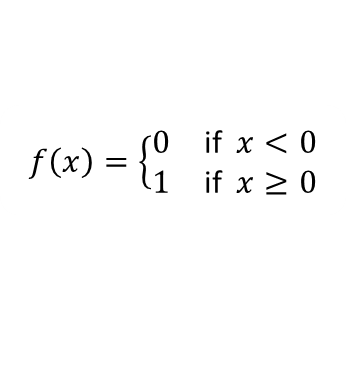 f(x) = {0 if x < 0
1 if x ≥ 0